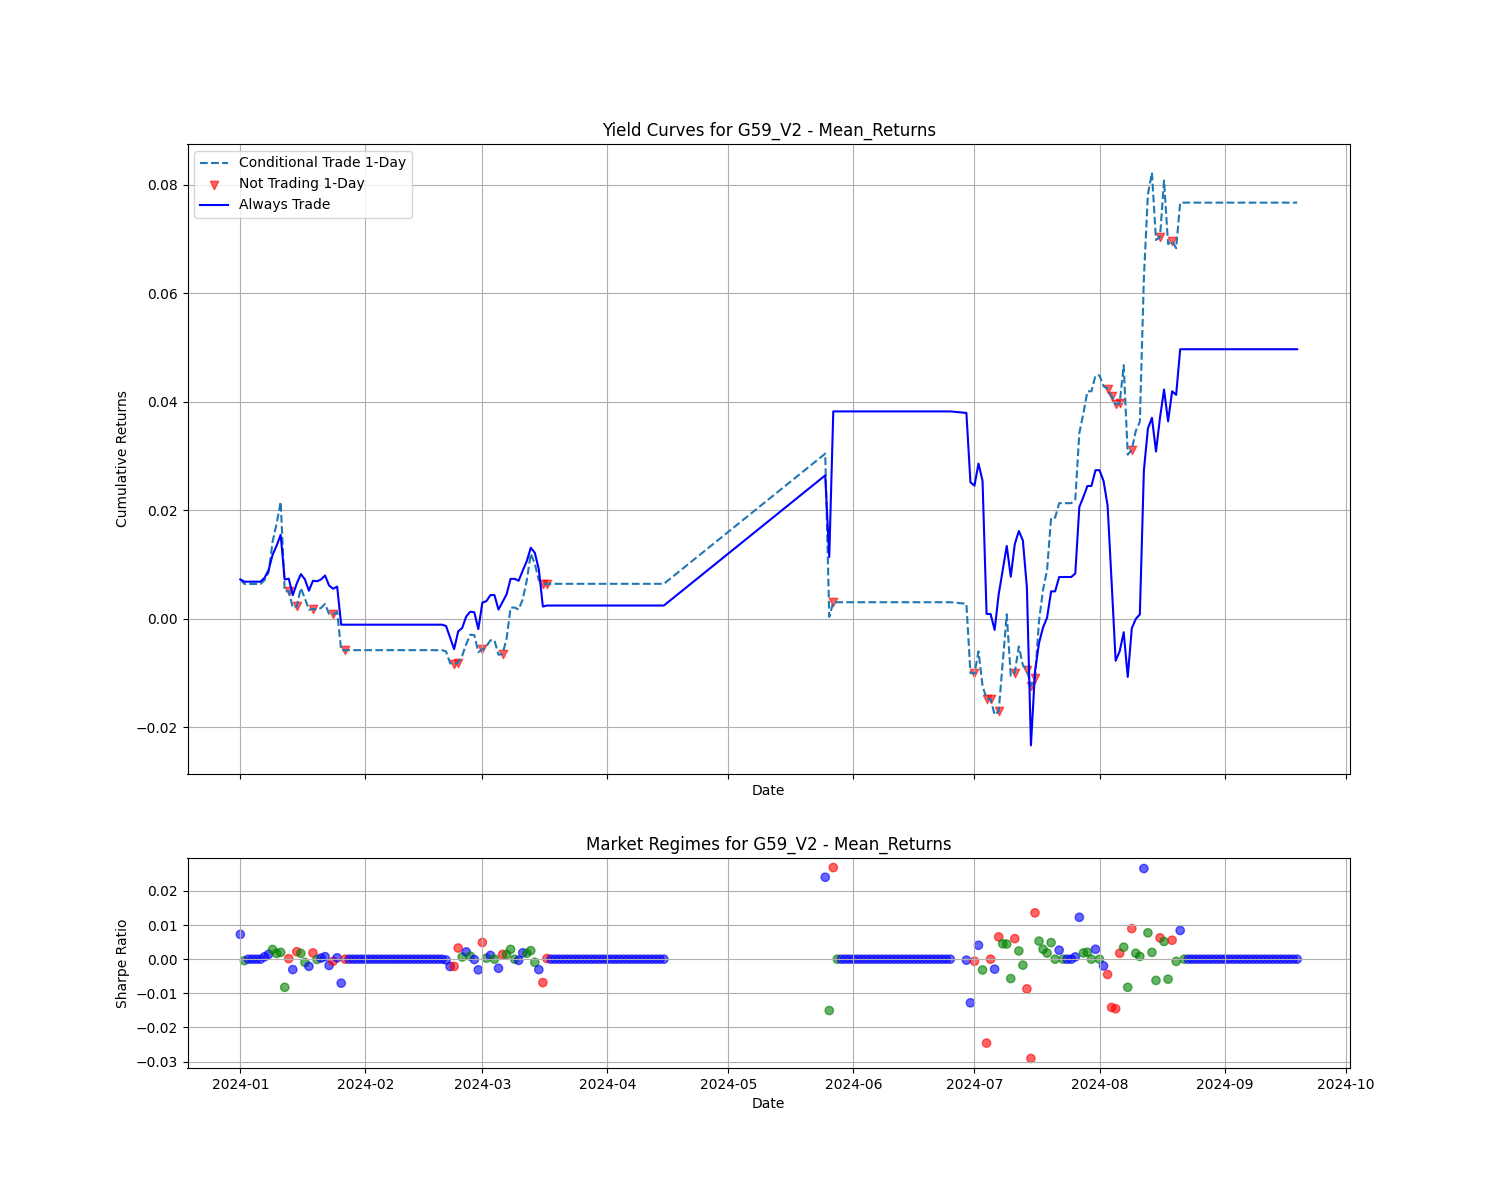 Yield Curves for G59_V2 - Mean_Returns
Conditional Trade 1-Day
Not Trading 1-Day
Always Trade
Cumulative Returns
0.08
0.06
0.04
0.02
0.00
−0.02
Date
Market Regimes for G59_V2 - Mean_Returns
Sharpe Ratio
0.02
0.01
0.00
−0.01
−0.02
−0.03
2024-01 2024-02 2024-03 2024-04 2024-05 2024-06 2024-07 2024-08 2024-09 2024-10
Date